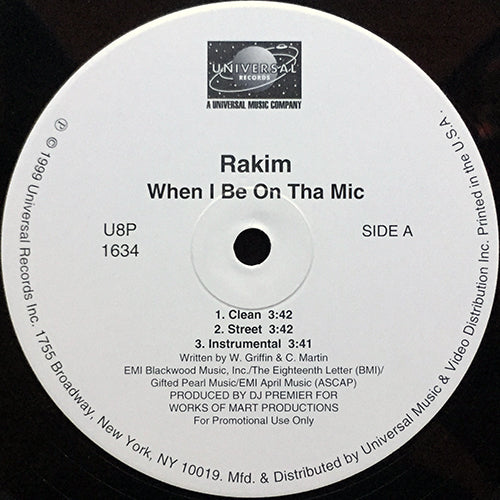 UNIVERSAL
RECORDS
A UNIVERSAL MUSIC COMPANY
Rakim
When I Be On Tha Mic
U8P
1634
SIDE A
1. Clean 3:42
2. Street 3:42
3. Instrumental 3:41
Written by W. Griffin & C. Martin
EMI Blackwood Music, Inc./The Eighteenth Letter (BMI)/
Gifted Pearl Music/EMI April Music (ASCAP)
PRODUCED BY DJ PREMIER FOR
WORKS OF MART PRODUCTIONS
For Promotional Use Only
℗ © 1999 Universal Records Inc. 1755 Broadway, New York, NY 10019. Mfd. & Distributed by Universal Music & Video Distribution Inc. Printed in the U.S.A.